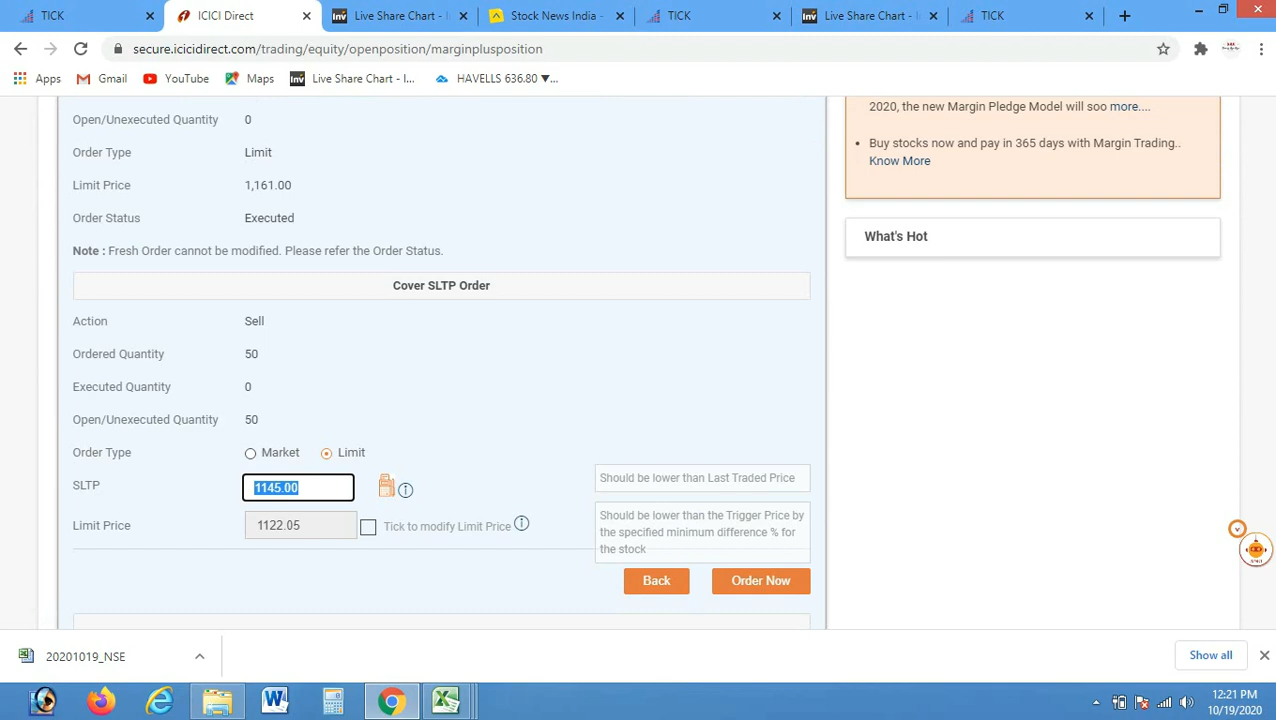 TICK
ICICI Direct
Live Share Chart - Inv
Stock News India -
TICK
Live Share Chart - Inv
TICK
secure.icicidirect.com/trading/equity/openposition/marginplusposition
Apps
Gmail
YouTube
Maps
Inv
Live Share Chart - I...
HAVELLS 636.80 ▼...
Open/Unexecuted Quantity 0
Order Type Limit
Limit Price 1,161.00
Order Status Executed
Note : Fresh Order cannot be modified. Please refer the Order Status.
Cover SLTP Order
Action Sell
Ordered Quantity 50
Executed Quantity 0
Open/Unexecuted Quantity 50
Order Type Market Limit
SLTP 1145.00
Should be lower than Last Traded Price
Limit Price 1122.05 Tick to modify Limit Price
Should be lower than the Trigger Price by
the specified minimum difference % for
the stock
Back Order Now
2020, the new Margin Pledge Model will soo more....
Buy stocks now and pay in 365 days with Margin Trading..
Know More
What's Hot
20201019_NSE
Show all
12:21 PM
10/19/2020